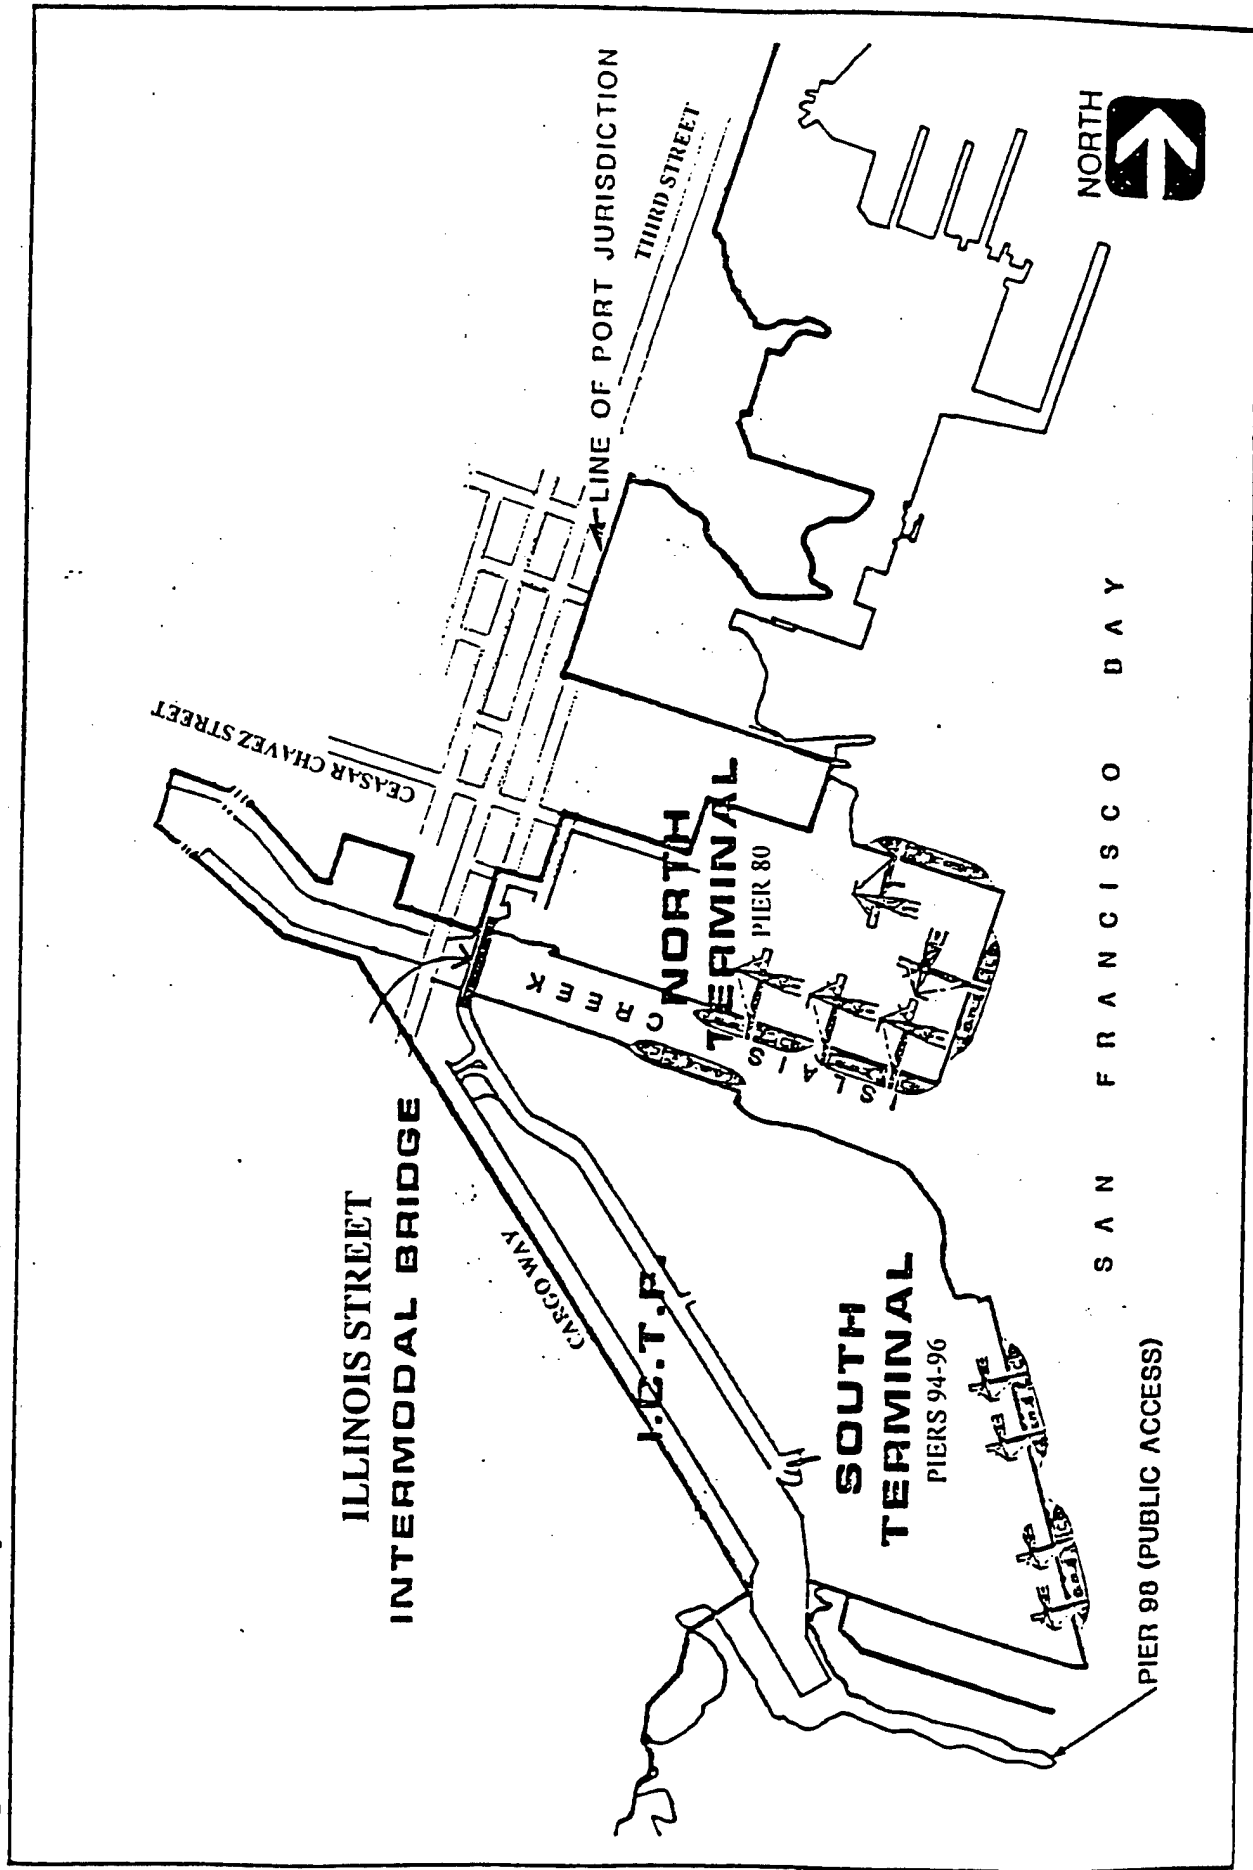 ILLINOIS STREET
INTERMODAL BRIDGE
CEASAR CHAVEZ STREET
THIRD STREET
LINE OF PORT JURISDICTION
NORTH
CARGO WAY
I.C.T.F.
ISLAIS CREEK
NORTH
TERMINAL
PIER 80
SOUTH
TERMINAL
PIERS 94-96
SAN FRANCISCO BAY
PIER 98 (PUBLIC ACCESS)